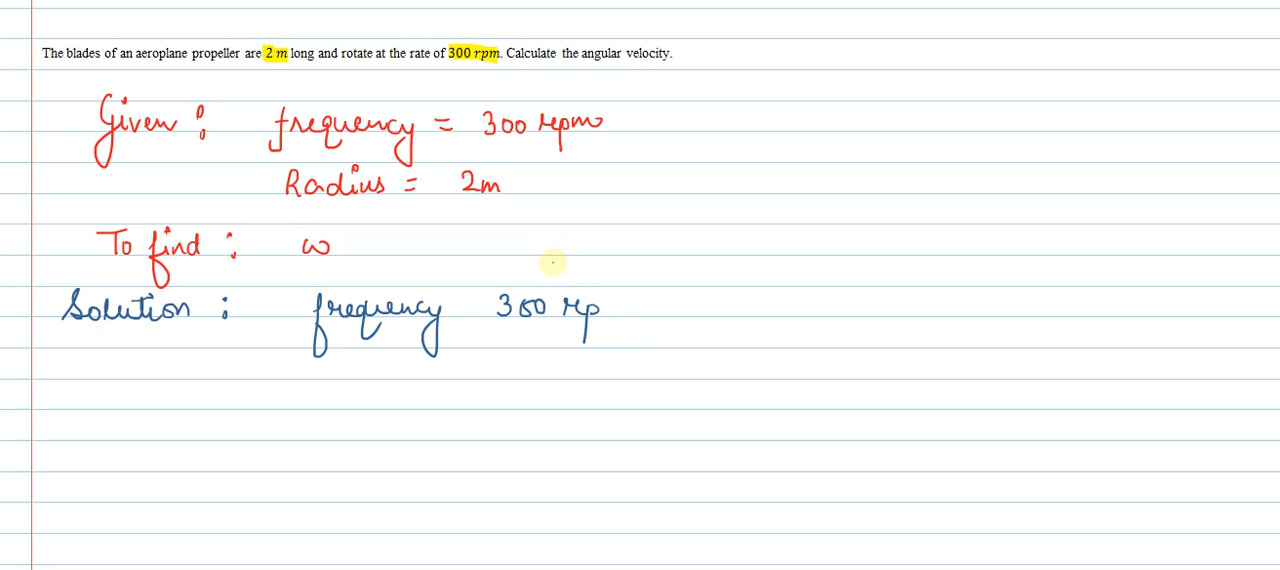 The blades of an aeroplane propeller are 2 m long and rotate at the rate of 300 rpm. Calculate the angular velocity.
Given : frequency = 300 rpm
Radius = 2m
To find : ω
Solution : frequency 300 rp